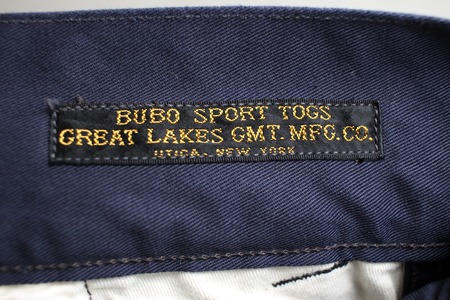 BUBO SPORT TOGS
GREAT LAKES GMT. MFG. CO.
UTICA, NEW YORK